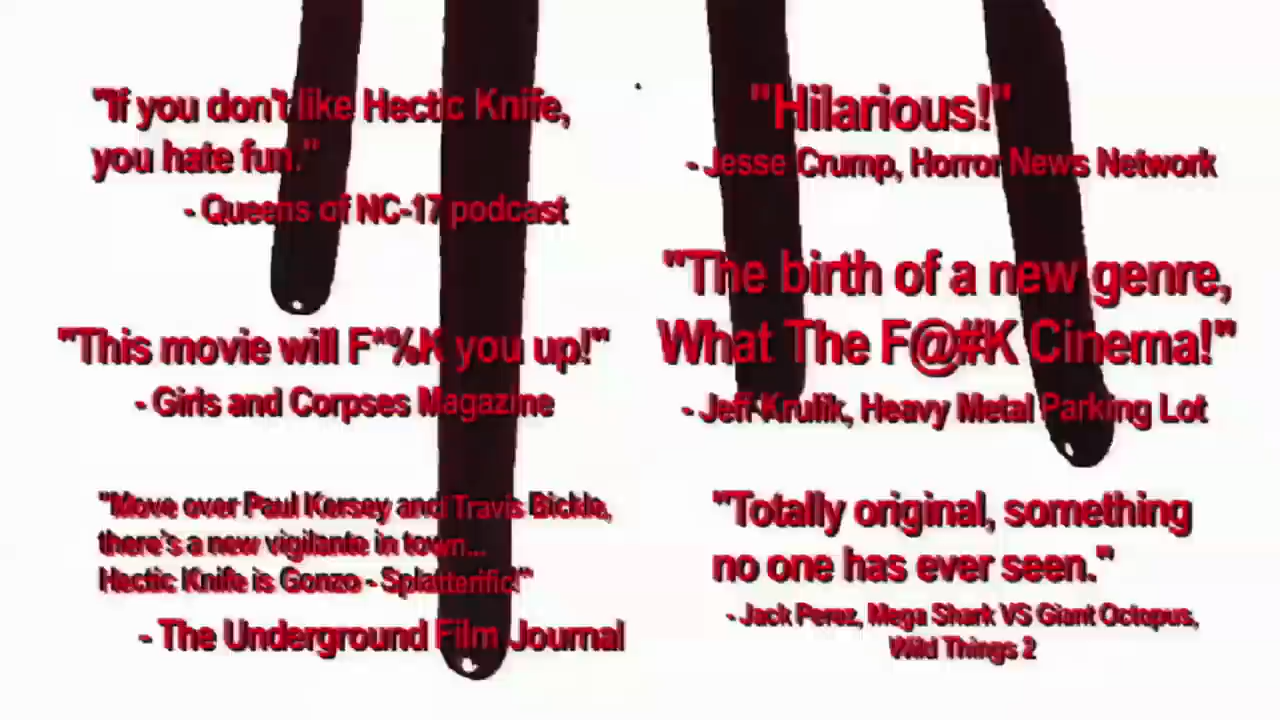 "If you don't like Hectic Knife,
you hate fun."
- Queens of NC-17 podcast
"This movie will F*%K you up!"
- Girls and Corpses Magazine
"Move over Paul Kersey and Travis Bickle,
there's a new vigilante in town...
Hectic Knife is Gonzo - Splatterific!"
- The Underground Film Journal
"Hilarious!"
- Jesse Crump, Horror News Network
"The birth of a new genre,
What The F@#K Cinema!"
- Jeff Krulik, Heavy Metal Parking Lot
"Totally original, something
no one has ever seen."
- Jack Perez, Mega Shark VS Giant Octopus,
Wild Things 2